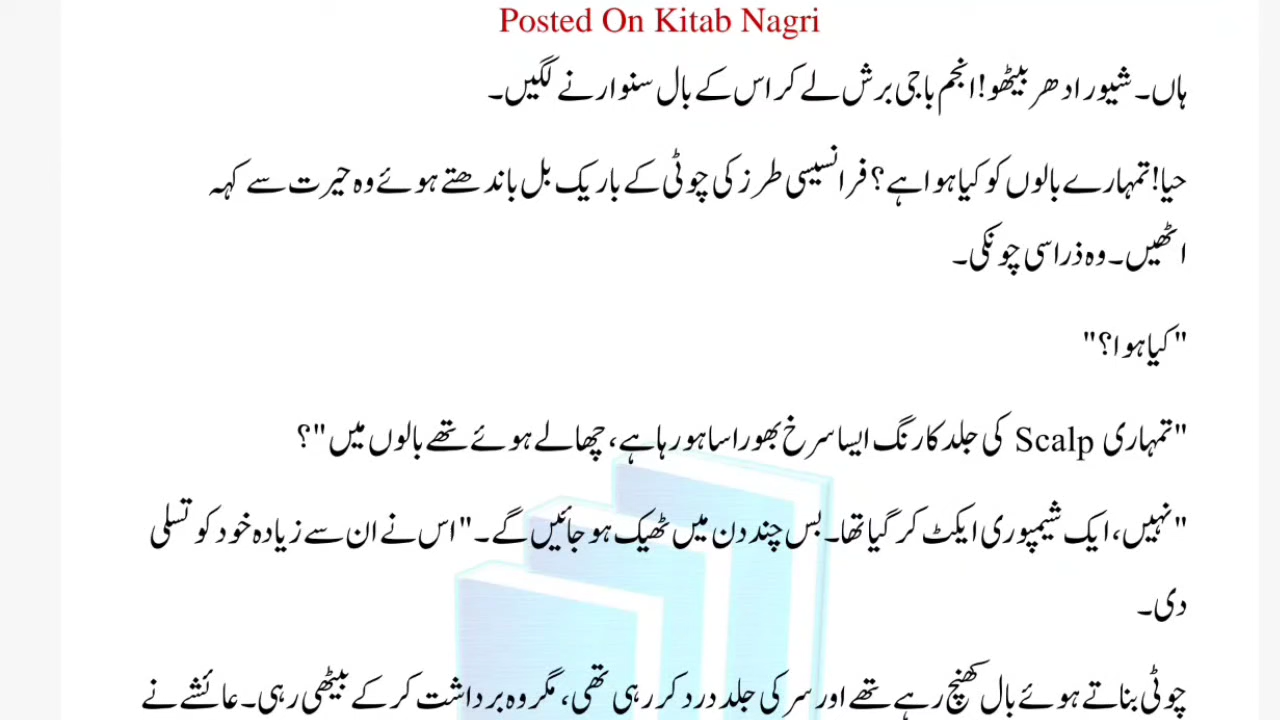 Posted On Kitab Nagri
ہاں۔ شیور ادھر بیٹھو! انجم باجی برش لے کر اس کے بال سنوارنے لگیں۔
حیا! تمہارے بالوں کو کیا ہوا ہے؟ فرانسیسی طرز کی چوٹی کے باریک بل باندھتے ہوئے وہ حیرت سے کہہ
اٹھیں۔ وہ ذرا سی چونکی۔
"کیا ہوا؟"
"تمہاری Scalp کی جلد کا رنگ ایسا سرخ بھورا سا ہو رہا ہے، چھالے ہوئے تھے بالوں میں"؟
"نہیں، ایک شیمپو ری ایکٹ کر گیا تھا۔ بس چند دن میں ٹھیک ہو جائیں گے۔" اس نے ان سے زیادہ خود کو تسلی
دی۔
چوٹی بناتے ہوئے بال کھنچ رہے تھے اور سر کی جلد درد کر رہی تھی، مگر وہ برداشت کر کے بیٹھی رہی۔ عائشے نے